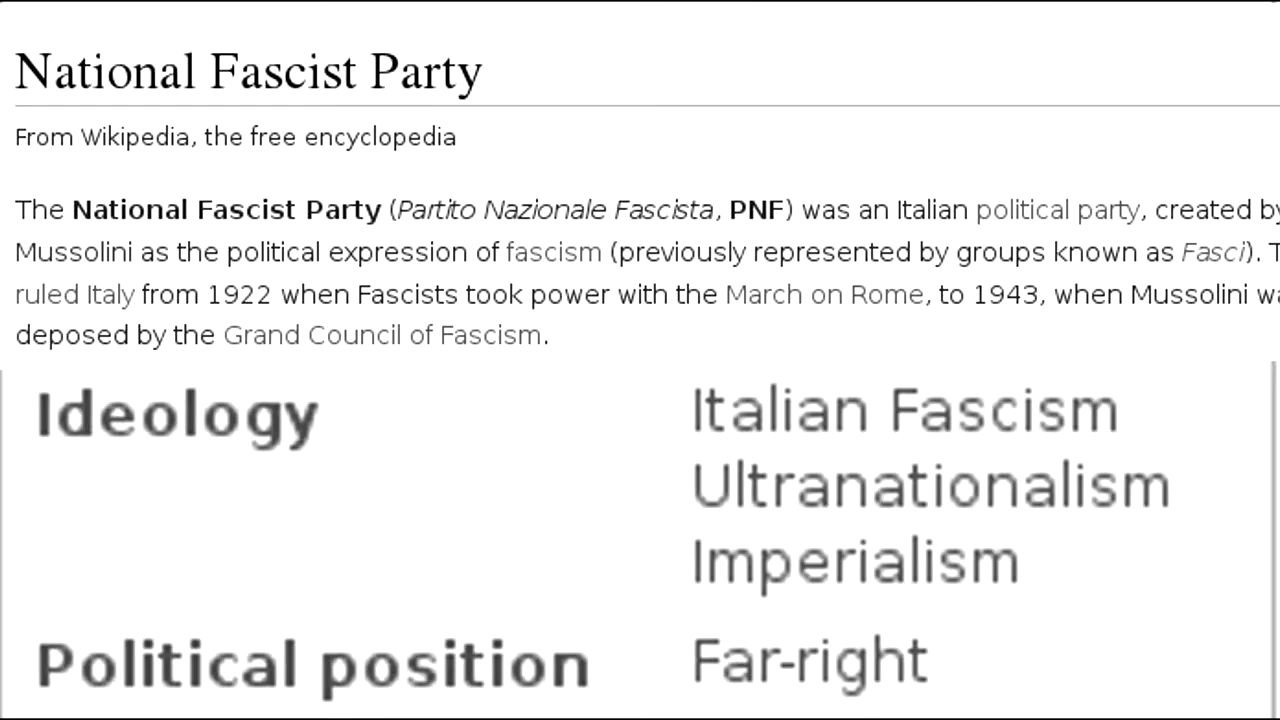 National Fascist Party
From Wikipedia, the free encyclopedia
The National Fascist Party (Partito Nazionale Fascista, PNF) was an Italian political party, created by
Mussolini as the political expression of fascism (previously represented by groups known as Fasci).
ruled Italy from 1922 when Fascists took power with the March on Rome, to 1943, when Mussolini
deposed by the Grand Council of Fascism.
Ideology Italian Fascism
Ultranationalism
Imperialism
Political position Far-right